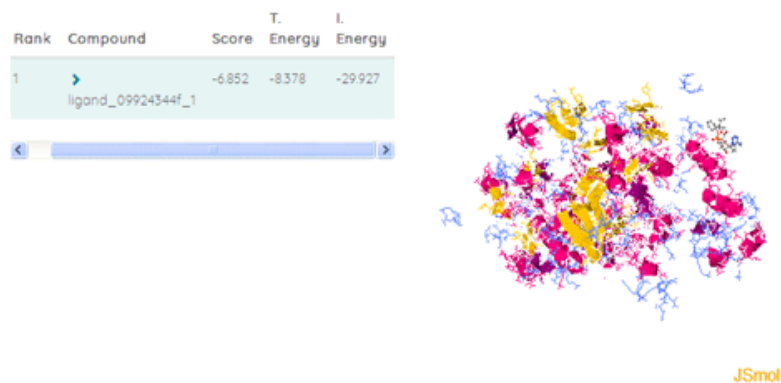 T. I.
Rank Compound Score Energy Energy
1 -6.852 -8.378 -29.927
ligand_09924344f_1
JSmol